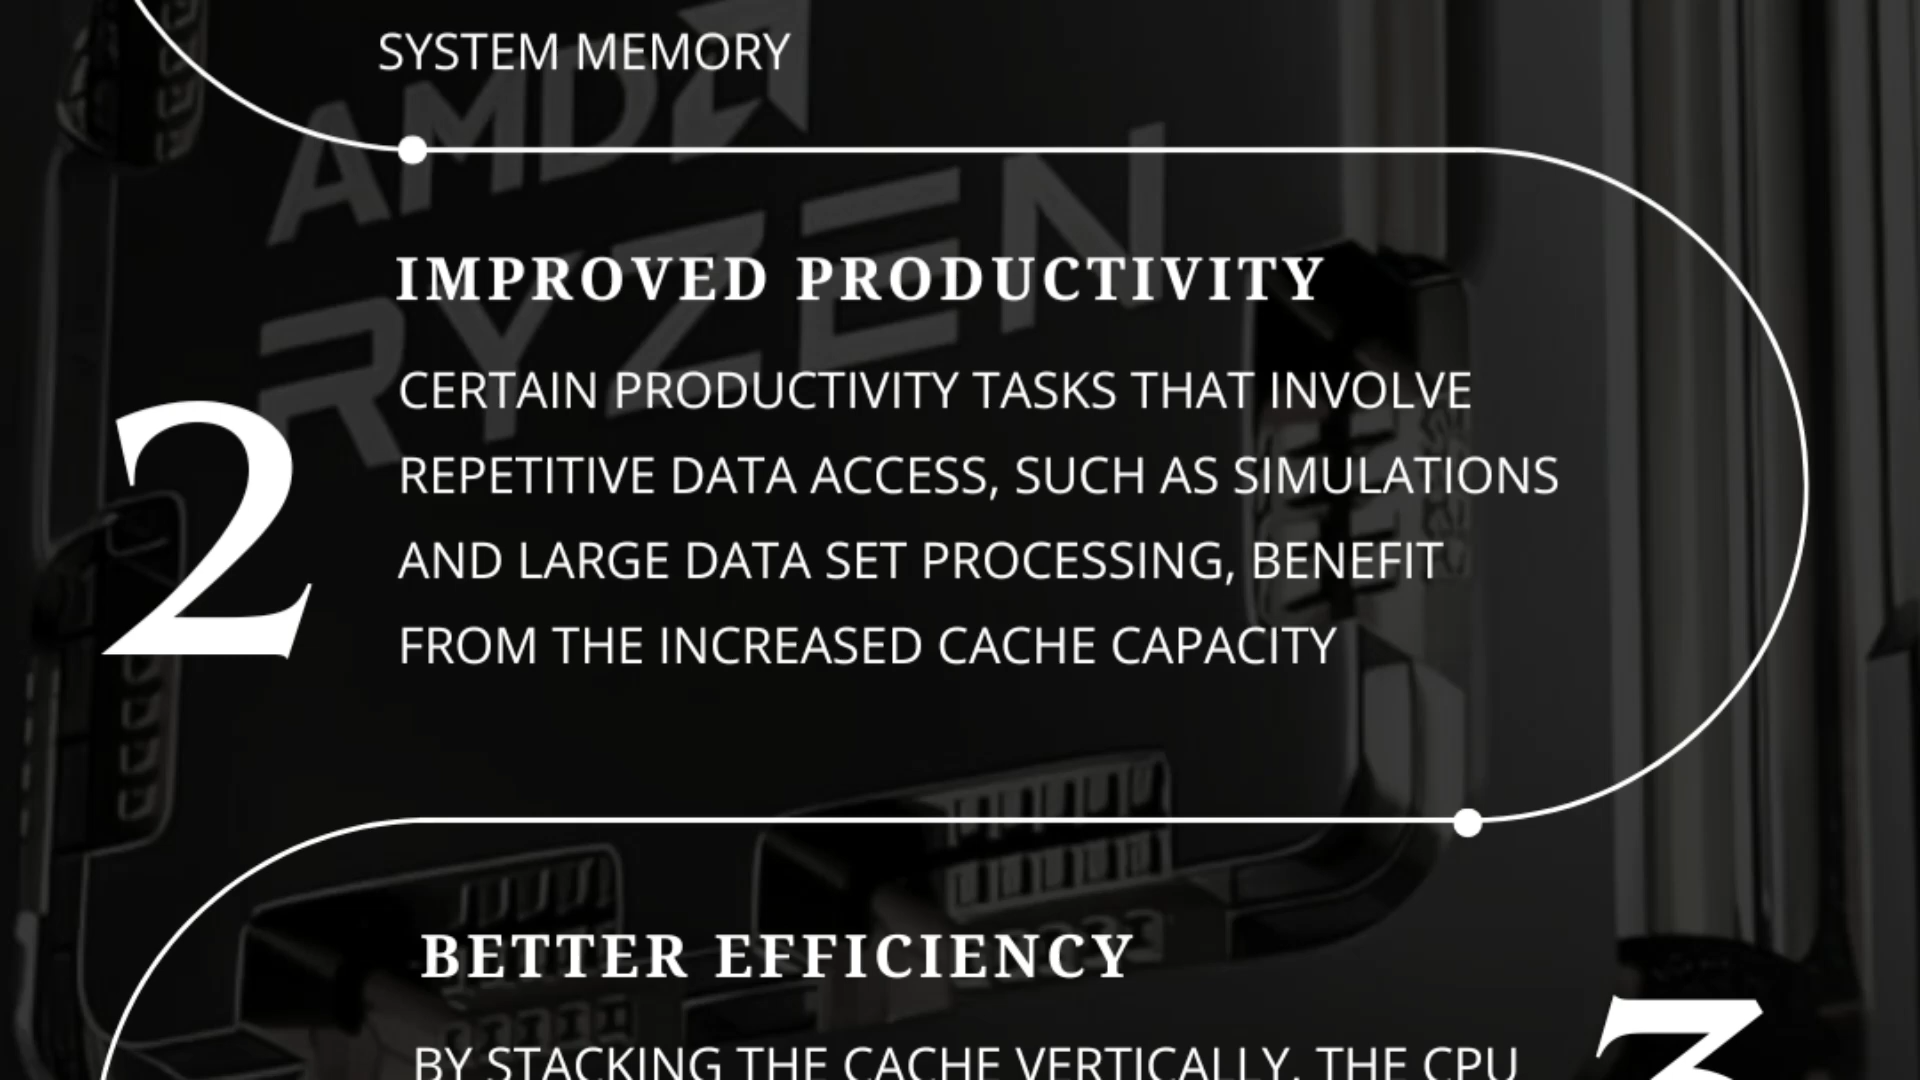 SYSTEM MEMORY
AMD
RYZEN
IMPROVED PRODUCTIVITY
2
CERTAIN PRODUCTIVITY TASKS THAT INVOLVE
REPETITIVE DATA ACCESS, SUCH AS SIMULATIONS
AND LARGE DATA SET PROCESSING, BENEFIT
FROM THE INCREASED CACHE CAPACITY
BETTER EFFICIENCY
3
BY STACKING THE CACHE VERTICALLY, THE CPU